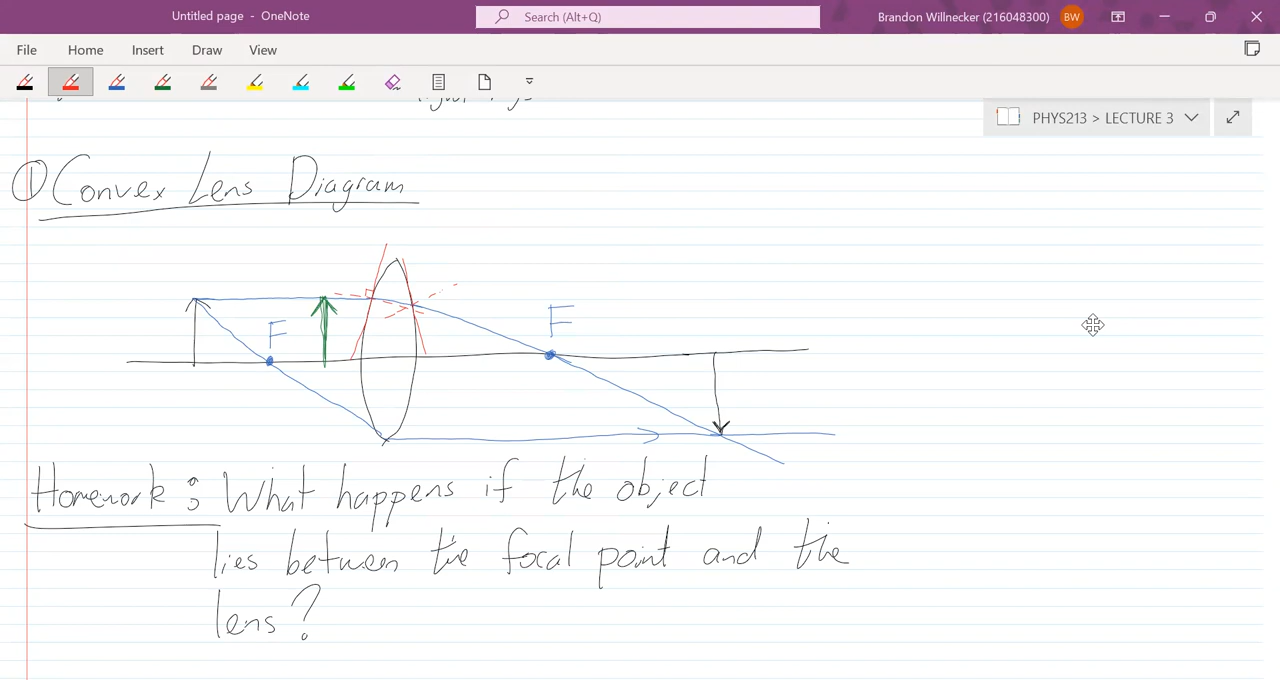 Untitled page - OneNote
Search (Alt+Q)
Brandon Willnecker (216048300)
BW
File Home Insert Draw View
PHYS213 > LECTURE 3
① Convex Lens Diagram
F
F
Homework: What happens if the object
lies between the focal point and the
lens?